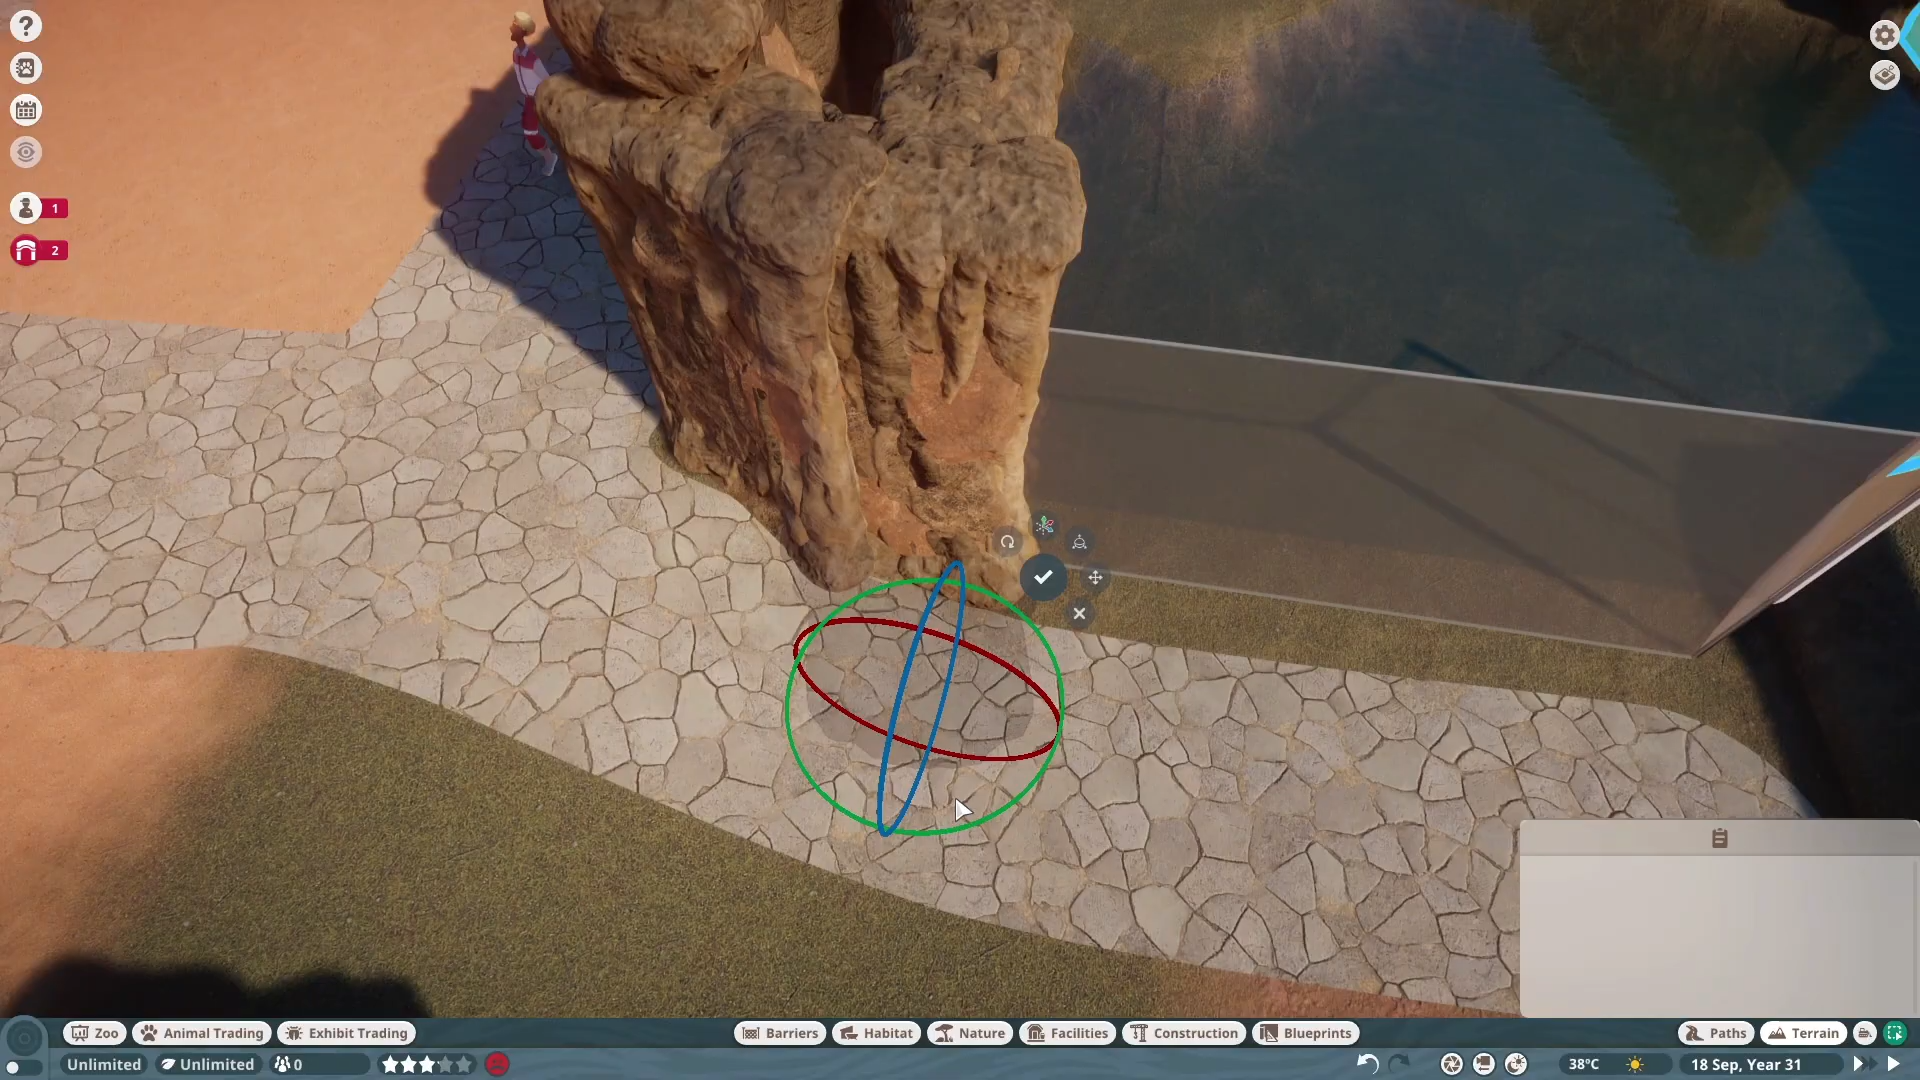 ?
1
2
Zoo
Animal Trading
Exhibit Trading
Barriers
Habitat
Nature
Facilities
Construction
Blueprints
Paths
Terrain
Unlimited
Unlimited
0
38°C
18 Sep, Year 31